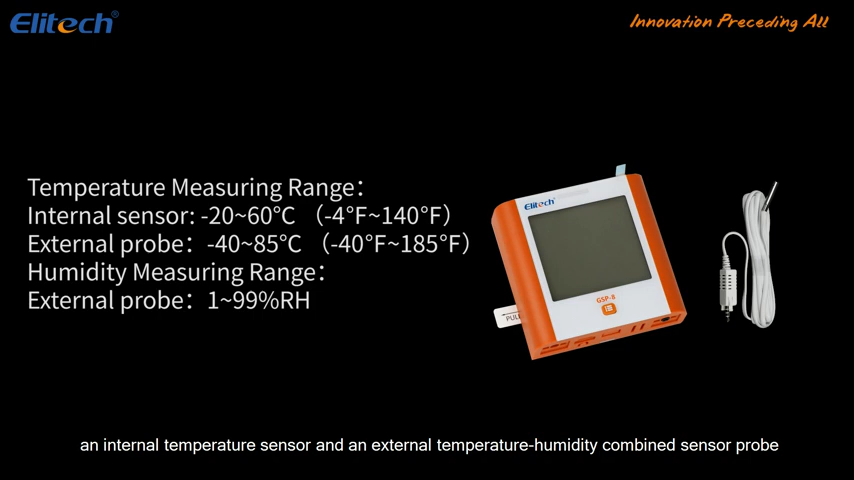 Elitech®
Innovation Preceding All
Temperature Measuring Range：
Internal sensor: -20~60℃ （-4℉~140℉）
External probe： -40~85℃ （-40℉~185℉）
Humidity Measuring Range：
External probe：1~99%RH
Elitech
GSP-8
PULL
an internal temperature sensor and an external temperature-humidity combined sensor probe